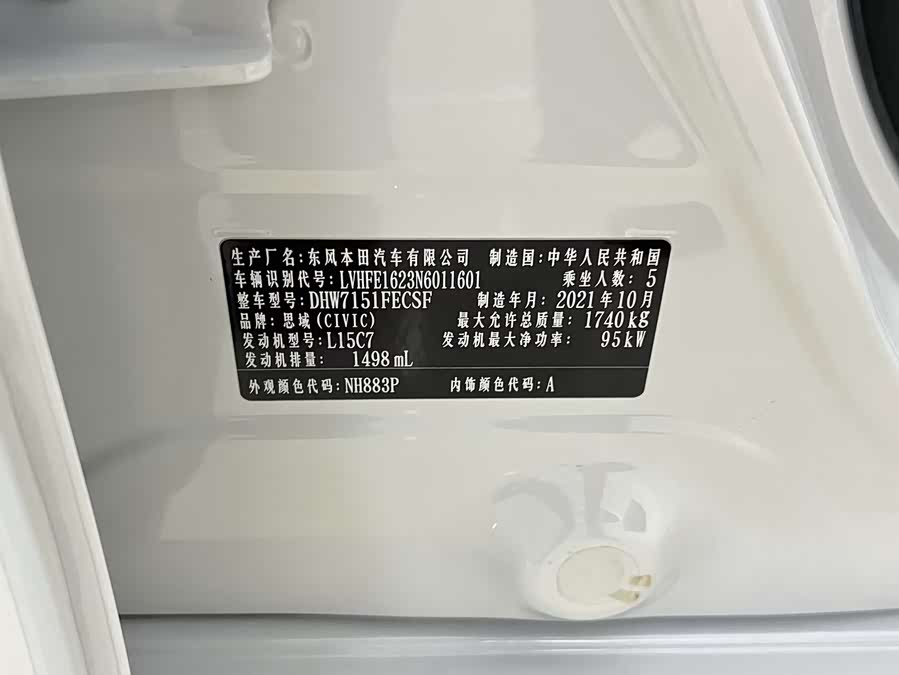 生产厂名:东风本田汽车有限公司 制造国:中华人民共和国
车辆识别代号:LVHFE1623N6011601 乘坐人数:5
整车型号:DHW7151FECSF 制造年月:2021年10月
品牌:思域(CIVIC) 最大允许总质量:1740kg
发动机型号:L15C7 发动机最大净功率:95kW
发动机排量:1498mL
外观颜色代码:NH883P 内饰颜色代码:A